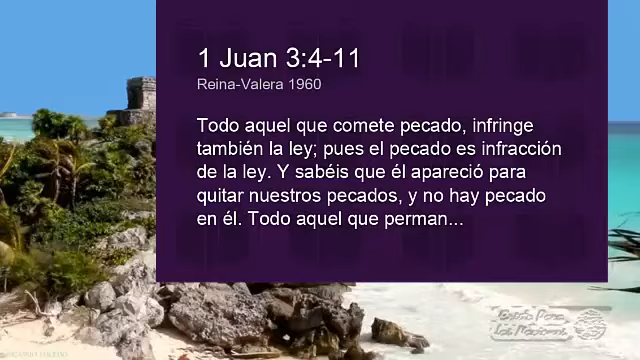 1 Juan 3:4-11
Reina-Valera 1960
Todo aquel que comete pecado, infringe
también la ley; pues el pecado es infracción
de la ley. Y sabéis que él apareció para
quitar nuestros pecados, y no hay pecado
en él. Todo aquel que perman...